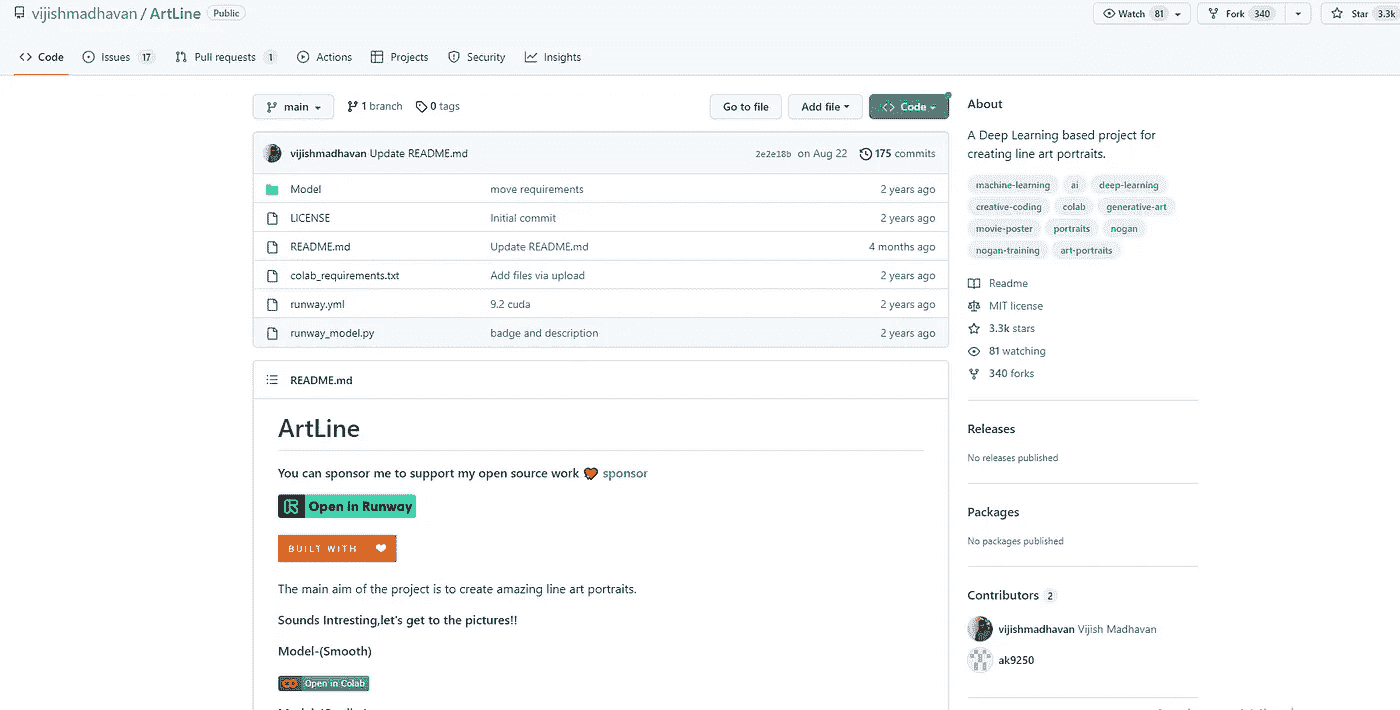 vijishmadhavan / ArtLine Public
Watch 81 Fork 340 Star 3.3k
Code Issues 17 Pull requests 1 Actions Projects Security Insights
main 1 branch 0 tags Go to file Add file Code
vijishmadhavan Update README.md 2e2e18b on Aug 22 175 commits
Model move requirements 2 years ago
LICENSE Initial commit 2 years ago
README.md Update README.md 4 months ago
colab_requirements.txt Add files via upload 2 years ago
runway.yml 9.2 cuda 2 years ago
runway_model.py badge and description 2 years ago
README.md
ArtLine
You can sponsor me to support my open source work sponsor
Open in Runway
BUILT WITH
The main aim of the project is to create amazing line art portraits.
Sounds Intresting,let's get to the pictures!!
Model-(Smooth)
Open in Colab
About
A Deep Learning based project for
creating line art portraits.
machine-learning ai deep-learning
creative-coding colab generative-art
movie-poster portraits nogan
nogan-training art-portraits
Readme
MIT license
3.3k stars
81 watching
340 forks
Releases
No releases published
Packages
No packages published
Contributors 2
vijishmadhavan Vijish Madhavan
ak9250